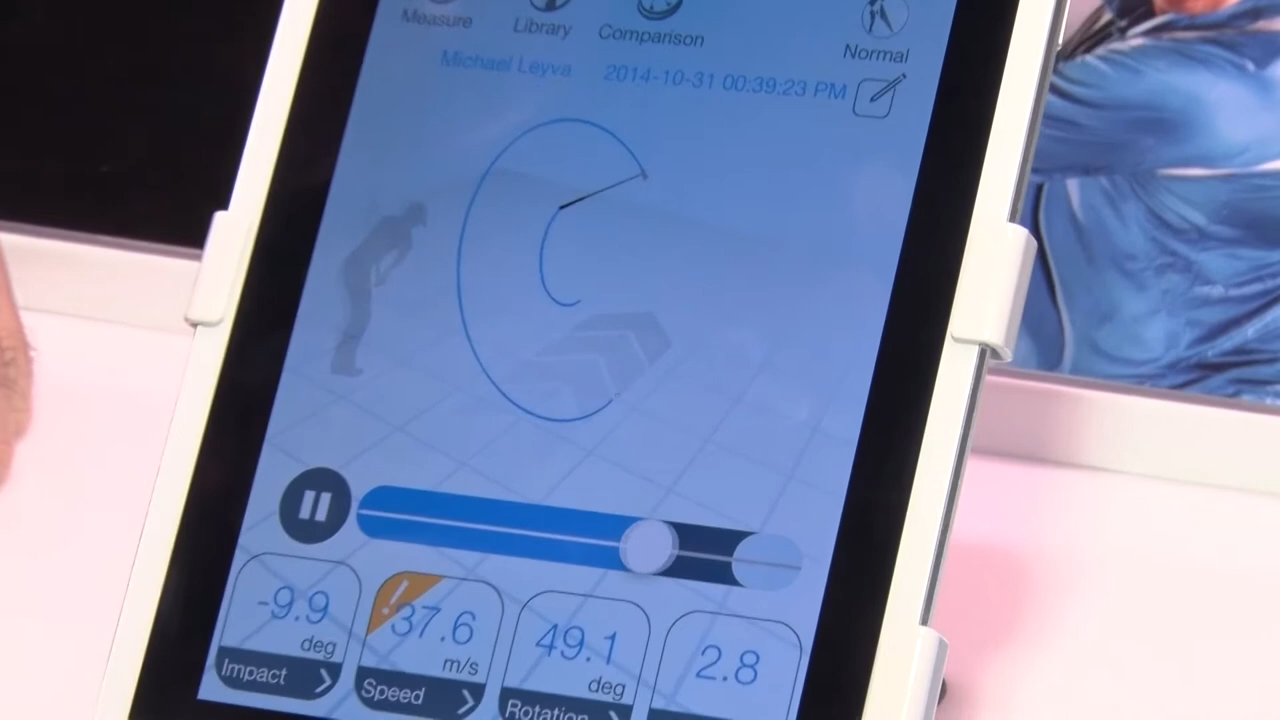 Measure Library Comparison Normal
Michael Leyva 2014-10-31 00:39:23 PM
-9.9 37.6 49.1 2.8
deg m/s deg
Impact Speed Rotation